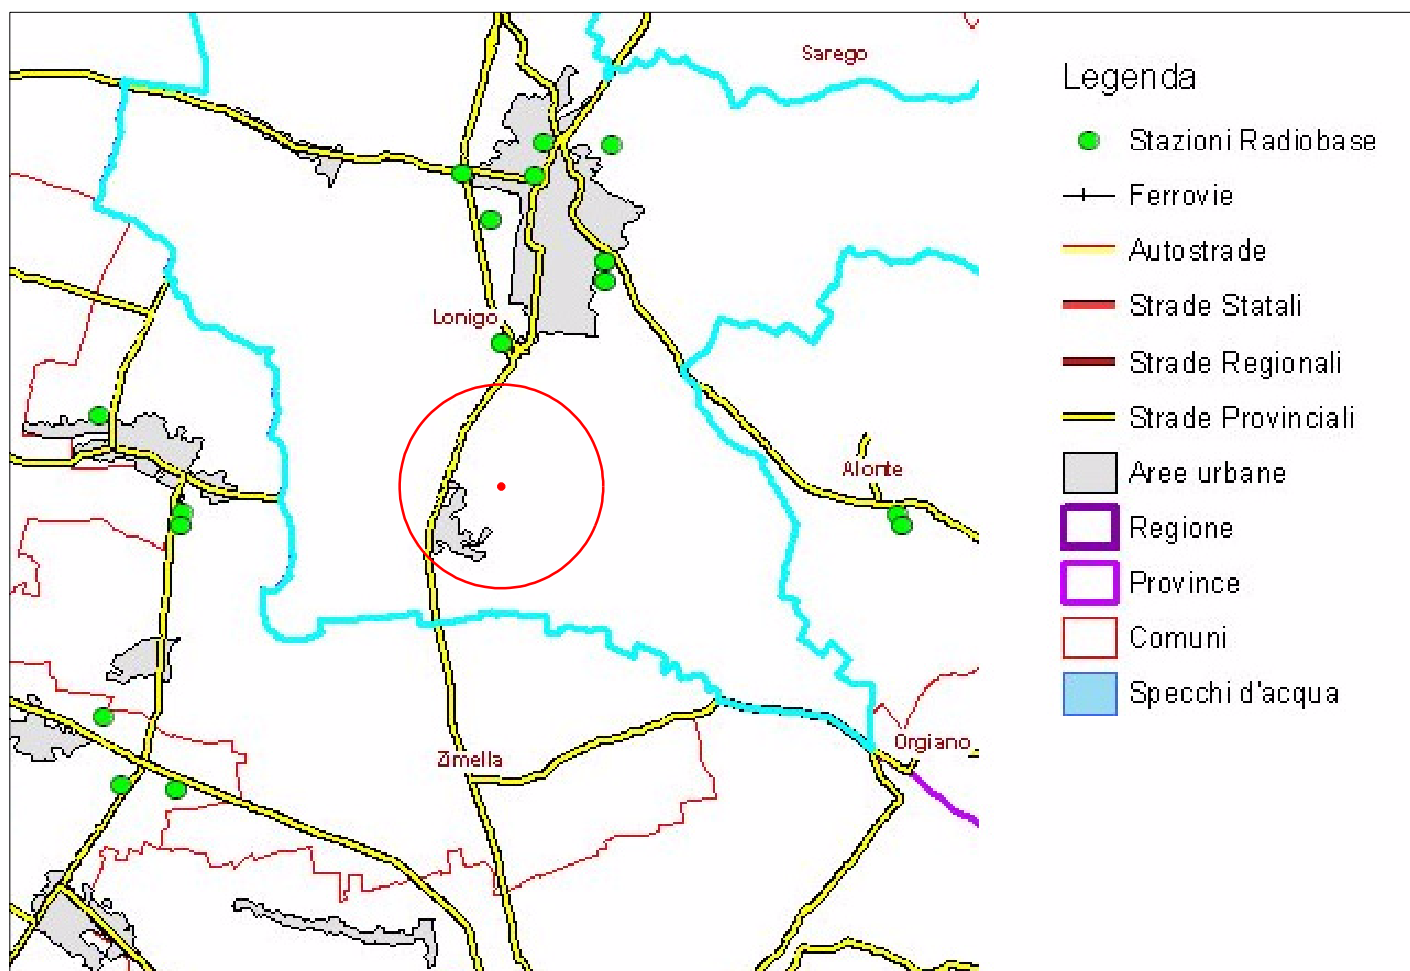 Sarego
Lonigo
Alonte
Orgiano
Zimella
Legenda
Stazioni Radiobase
Ferrovie
Autostrade
Strade Statali
Strade Regionali
Strade Provinciali
Aree urbane
Regione
Province
Comuni
Specchi d'acqua